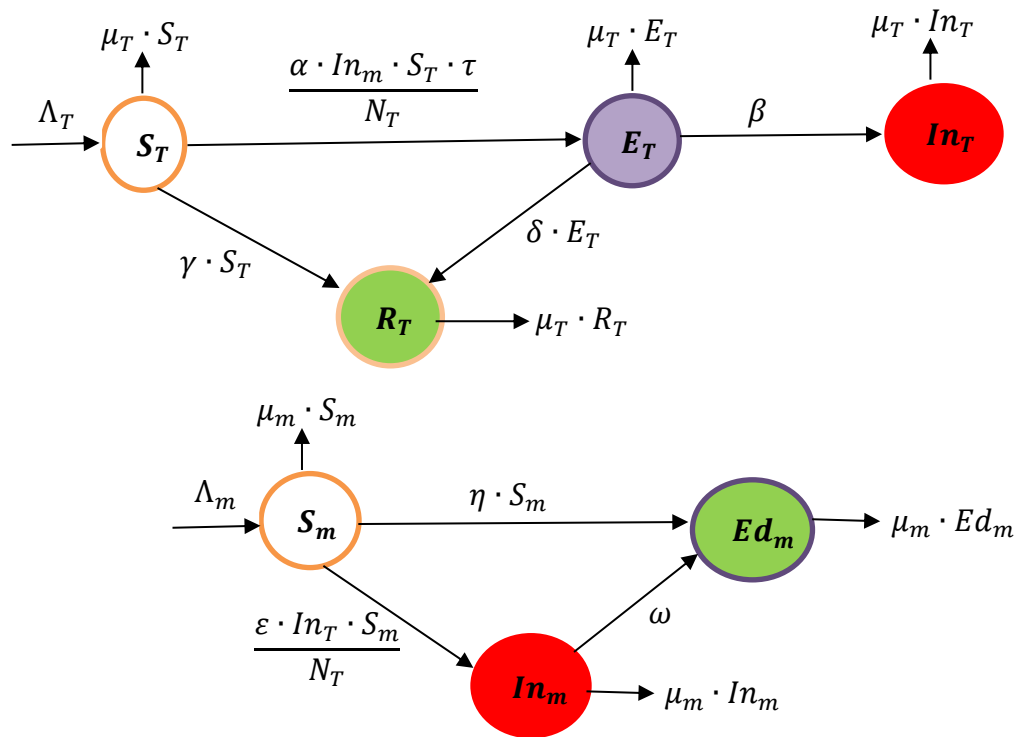 μ_T · S_T
μ_T · E_T
μ_T · In_T
Λ_T
α · In_m · S_T · τ
N_T
β
S_T
E_T
In_T
γ · S_T
δ · E_T
R_T
μ_T · R_T
μ_m · S_m
Λ_m
η · S_m
S_m
Ed_m
μ_m · Ed_m
ε · In_T · S_m
N_T
ω
In_m
μ_m · In_m